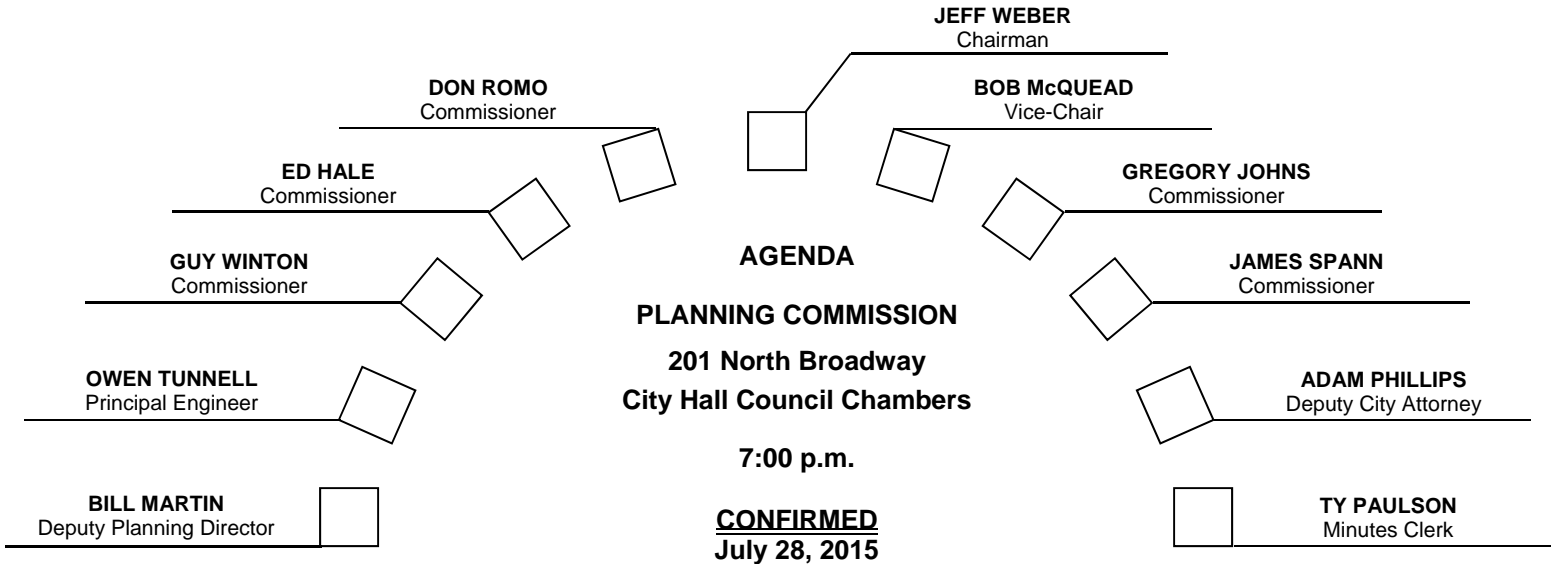 JEFF WEBER
Chairman
DON ROMO
Commissioner
BOB McQUEAD
Vice-Chair
ED HALE
Commissioner
GREGORY JOHNS
Commissioner
GUY WINTON
Commissioner
JAMES SPANN
Commissioner
OWEN TUNNELL
Principal Engineer
ADAM PHILLIPS
Deputy City Attorney
BILL MARTIN
Deputy Planning Director
TY PAULSON
Minutes Clerk
AGENDA
PLANNING COMMISSION
201 North Broadway
City Hall Council Chambers
7:00 p.m.
CONFIRMED
July 28, 2015